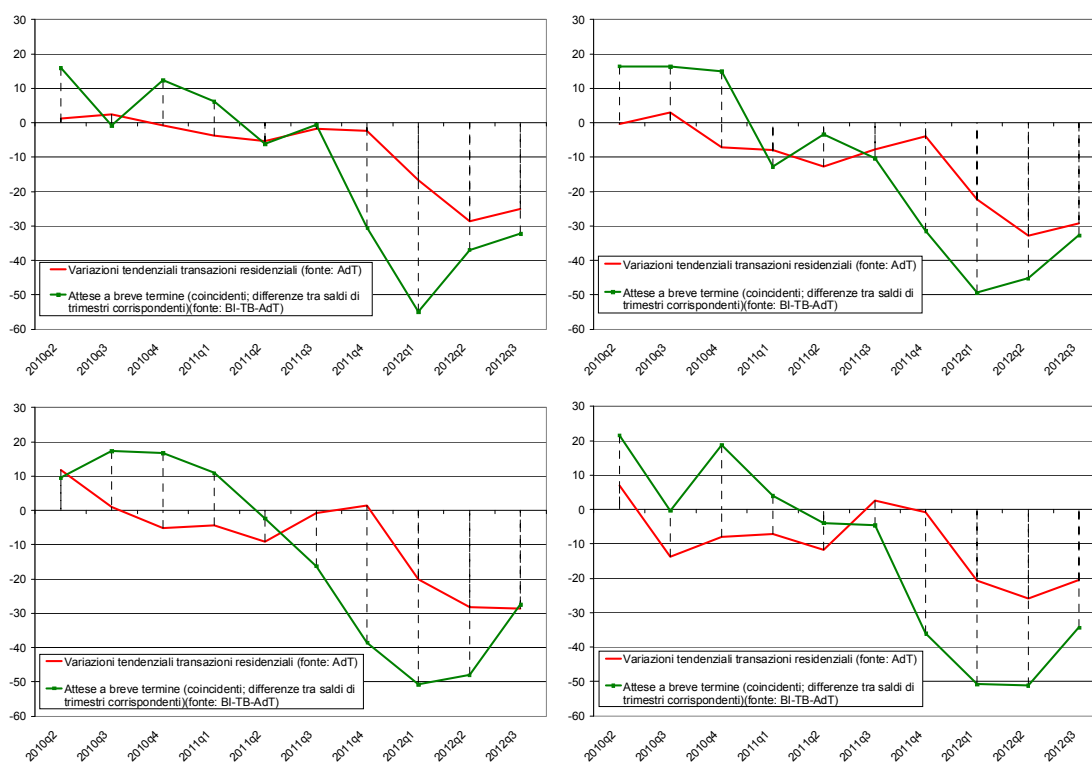 30
20
10
0
-10
-20
-30
-40
-50
-60
Variazioni tendenziali transazioni residenziali (fonte: AdT)
Attese a breve termine (coincidenti; differenze tra saldi di
trimestri corrispondenti)(fonte: BI-TB-AdT)
2010q2 2010q3 2010q4 2011q1 2011q2 2011q3 2011q4 2012q1 2012q2 2012q3
30
20
10
0
-10
-20
-30
-40
-50
-60
Variazioni tendenziali transazioni residenziali (fonte: AdT)
Attese a breve termine (coincidenti; differenze tra saldi di
trimestri corrispondenti)(fonte: BI-TB-AdT)
2010q2 2010q3 2010q4 2011q1 2011q2 2011q3 2011q4 2012q1 2012q2 2012q3
30
20
10
0
-10
-20
-30
-40
-50
-60
Variazioni tendenziali transazioni residenziali (fonte: AdT)
Attese a breve termine (coincidenti; differenze tra saldi di
trimestri corrispondenti)(fonte: BI-TB-AdT)
2010q2 2010q3 2010q4 2011q1 2011q2 2011q3 2011q4 2012q1 2012q2 2012q3
30
20
10
0
-10
-20
-30
-40
-50
-60
Variazioni tendenziali transazioni residenziali (fonte: AdT)
Attese a breve termine (coincidenti; differenze tra saldi di
trimestri corrispondenti)(fonte: BI-TB-AdT)
2010q2 2010q3 2010q4 2011q1 2011q2 2011q3 2011q4 2012q1 2012q2 2012q3